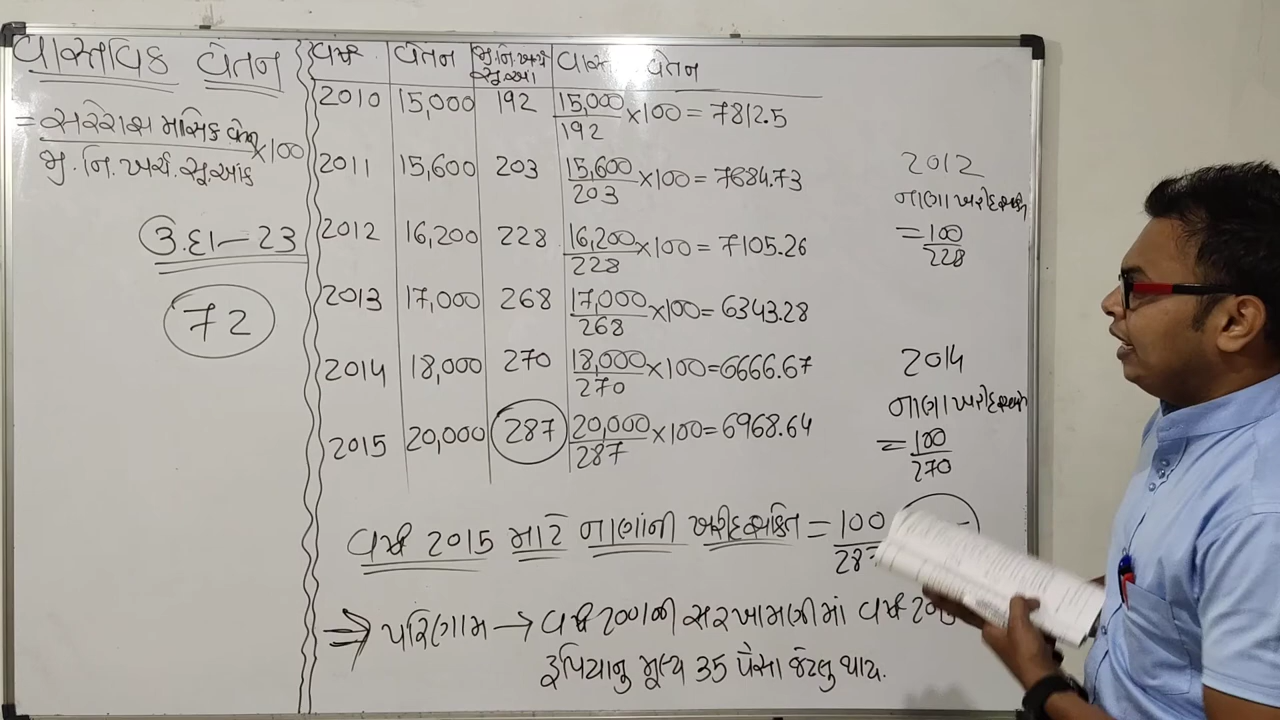 વાસ્તવિક વેતન
= સરેરાશ માસિક વેતન ×100
જી.નિ.ખર્ચ.સૂ.આંક
ઉ.દા-23
72
વર્ષ વેતન જી.નિ.ખર્ચ સૂ.આં વાસ્ત વેતન
2010 15,000 192 15,000/192 ×100 = 7812.5
2011 15,600 203 15,600/203 ×100 = 7684.73
2012 16,200 228 16,200/228 ×100 = 7105.26
2013 17,000 268 17,000/268 ×100 = 6343.28
2014 18,000 270 18,000/270 ×100 = 6666.67
2015 20,000 287 20,000/287 ×100 = 6968.64
2012
નાણા ખરીદશક્તિ
= 100/228
2014
નાણા ખરીદશક્તિ
= 100/270
વર્ષ 2015 માટે નાણાંની ખરીદશક્તિ = 100/287
⇒ પરિણામ → વર્ષ 2001ની સરખામણીમાં વર્ષ
રૂપિયાનુ મૂલ્ય 35 પૈસા જેટલુ થાય.